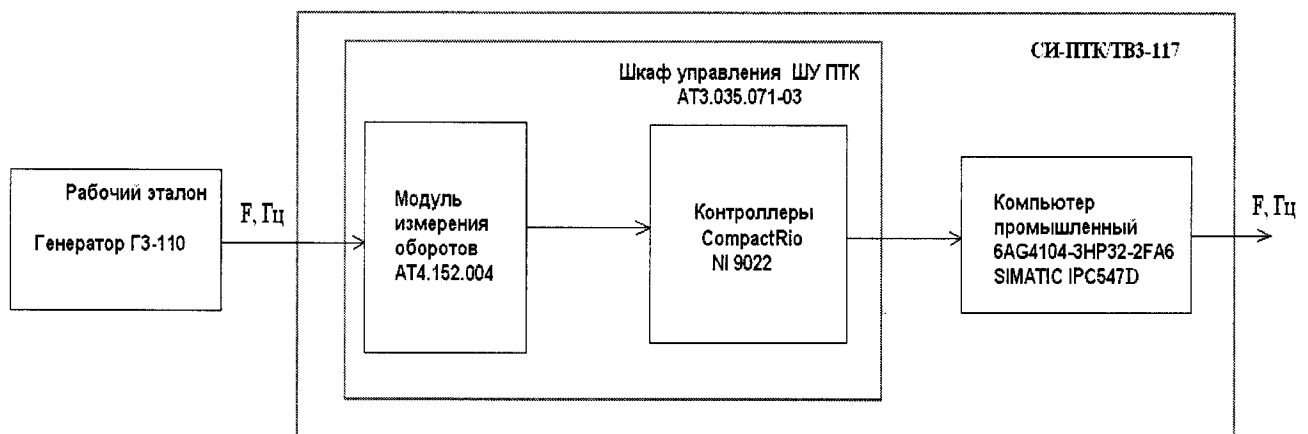 СИ-ПТК/ТВ3-117
Шкаф управления ШУ ПТК
АТ3.035.071-03
Рабочий эталон
Генератор Г3-110
F, Гц
Модуль
измерения
оборотов
АТ4.152.004
Контроллеры
CompactRio
NI 9022
Компьютер
промышленный
6AG4104-3HP32-2FA6
SIMATIC IPC547D
F, Гц